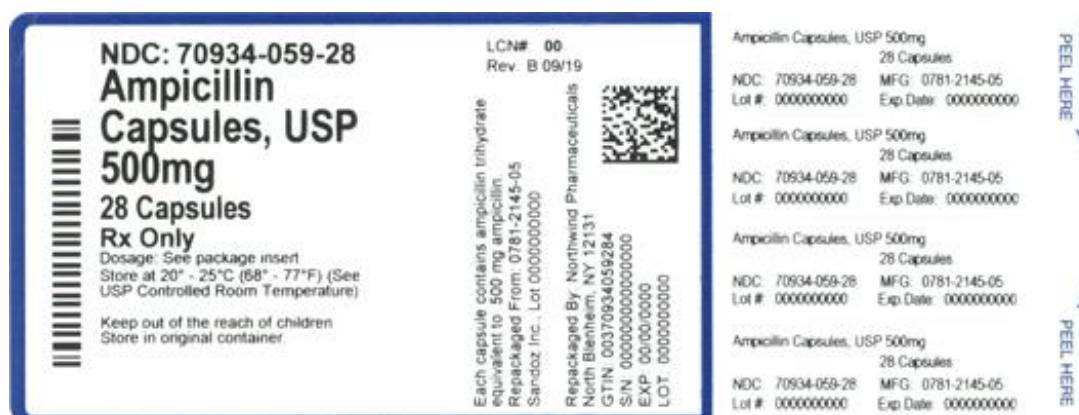 NDC: 70934-059-28
Ampicillin
Capsules, USP
500mg
28 Capsules
Rx Only
Dosage: See package insert
Store at 20° - 25°C (68° - 77°F) (See
USP Controlled Room Temperature)
Keep out of the reach of children
Store in original container
LCN# 00
Rev. B 09/19
Each capsule contains ampicillin trihydrate
equivalent to 500 mg ampicillin.
Repackaged From: 0781-2145-05
Sandoz Inc., Lot 0000000000
Repackaged By: Northwind Pharmaceuticals
North Blenheim, NY 12131
GTIN: 00370934059284
S/N: 00000000000000
EXP: 00/00/0000
LOT: 0000000000
Ampicillin Capsules, USP 500mg
28 Capsules
NDC: 70934-059-28 MFG: 0781-2145-05
Lot #: 0000000000 Exp.Date: 0000000000
Ampicillin Capsules, USP 500mg
28 Capsules
NDC: 70934-059-28 MFG: 0781-2145-05
Lot #: 0000000000 Exp.Date: 0000000000
Ampicillin Capsules, USP 500mg
28 Capsules
NDC: 70934-059-28 MFG: 0781-2145-05
Lot #: 0000000000 Exp.Date: 0000000000
Ampicillin Capsules, USP 500mg
28 Capsules
NDC: 70934-059-28 MFG: 0781-2145-05
Lot #: 0000000000 Exp.Date: 0000000000
PEEL HERE
PEEL HERE